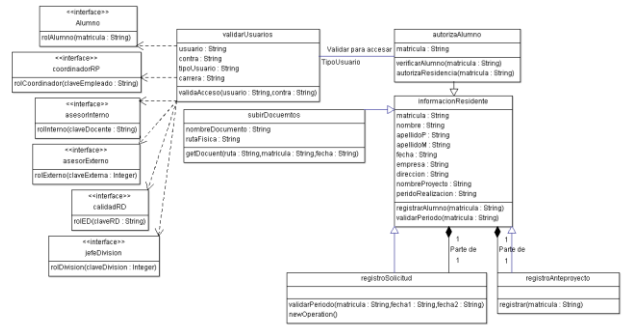 <<interface>>
Alumno
rolAlumno(matricula : String)
<<interface>>
coordinadorRP
rolCoordinador(claveEmpleado : String)
<<interface>>
asesorInterno
rolInterno(claveDocente : String)
<<interface>>
asesorExterno
rolExterno(claveExterna : Integer)
<<interface>>
calidadRD
rolED(claveRD : String)
<<interface>>
jefeDivision
rolDivision(claveDivision : Integer)
validarUsuarios
usuario : String
contra : String
tipoUsuario : String
carrera : String
validaAcceso(usuario : String,contra : String)
Validar para accesar
TipoUsuario
autorizaAlumno
matricula : String
verificarAlumno(matricula : String)
autorizaResidencia(matricula : String)
subirDocuemtos
nombreDocumento : String
rutaFisica : String
getDocuent(ruta : String,matricula : String,fecha : String)
informacionResidente
matricula : String
nombre : String
apellidoP : String
apellidoM : String
fecha : String
empresa : String
direccion : String
nombreProyecto : String
peridoRealizacion : String
registrarAlumno(matricula : String)
validarPeriodo(matricula : String)
1
Parte de
1
1
Parte de
1
registroSolicitud
validarPeriodo(matricula : String,fecha1 : String,fecha2 : String)
newOperation()
registroAnteproyecto
registrar(matricula : String)